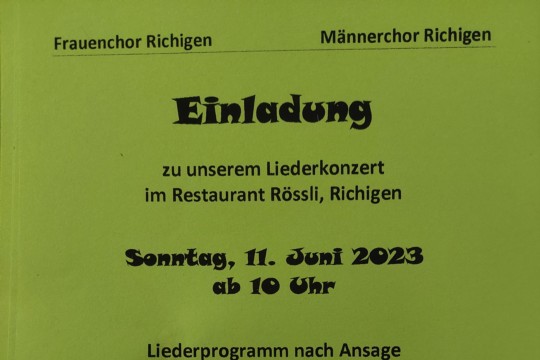 Frauenchor Richigen Männerchor Richigen
Einladung
zu unserem Liederkonzert
im Restaurant Rössli, Richigen
Sonntag, 11. Juni 2023
ab 10 Uhr
Liederprogramm nach Ansage